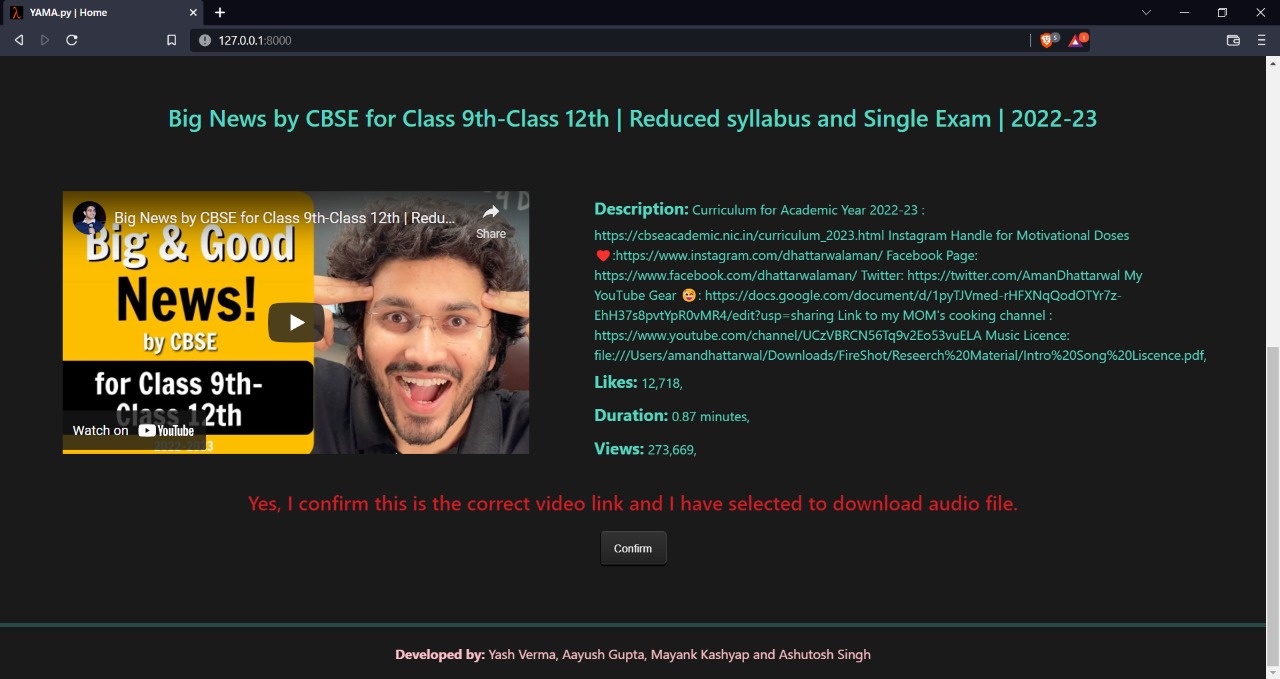 YAMA.py | Home
127.0.0.1:8000
5
1
Big News by CBSE for Class 9th-Class 12th | Reduced syllabus and Single Exam | 2022-23
Big News by CBSE for Class 9th-Class 12th | Redu...
Share
Big & Good
News!
by CBSE
for Class 9th-
Class 12th
Watch on YouTube
2022-2023
Description: Curriculum for Academic Year 2022-23 :
https://cbseacademic.nic.in/curriculum_2023.html Instagram Handle for Motivational Doses
❤️:https://www.instagram.com/dhattarwalaman/ Facebook Page:
https://www.facebook.com/dhattarwalaman/ Twitter: https://twitter.com/AmanDhattarwal My
YouTube Gear 😅: https://docs.google.com/document/d/1pyTJVmed-rHFXNqQodOTYr7z-
EhH37s8pvtYpR0vMR4/edit?usp=sharing Link to my MOM's cooking channel :
https://www.youtube.com/channel/UCzVBRCN56Tq9v2Eo53vuELA Music Licence:
file:///Users/amandhattarwal/Downloads/FireShot/Reseerch%20Material/Intro%20Song%20Liscence.pdf,
Likes: 12,718,
Duration: 0.87 minutes,
Views: 273,669,
Yes, I confirm this is the correct video link and I have selected to download audio file.
Confirm
Developed by: Yash Verma, Aayush Gupta, Mayank Kashyap and Ashutosh Singh